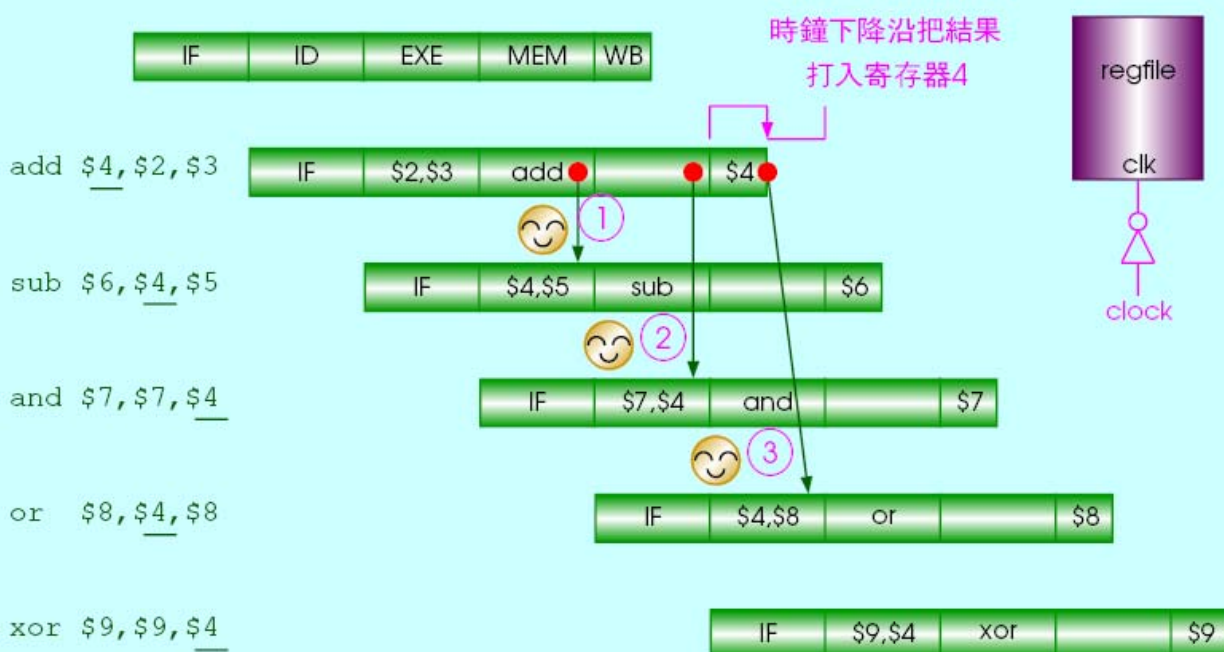 IF ID EXE MEM WB
時鐘下降沿把結果
打入寄存器4
regfile
clk
clock
add $4,$2,$3 IF $2,$3 add $4
1
sub $6,$4,$5 IF $4,$5 sub $6
2
and $7,$7,$4 IF $7,$4 and $7
3
or $8,$4,$8 IF $4,$8 or $8
xor $9,$9,$4 IF $9,$4 xor $9